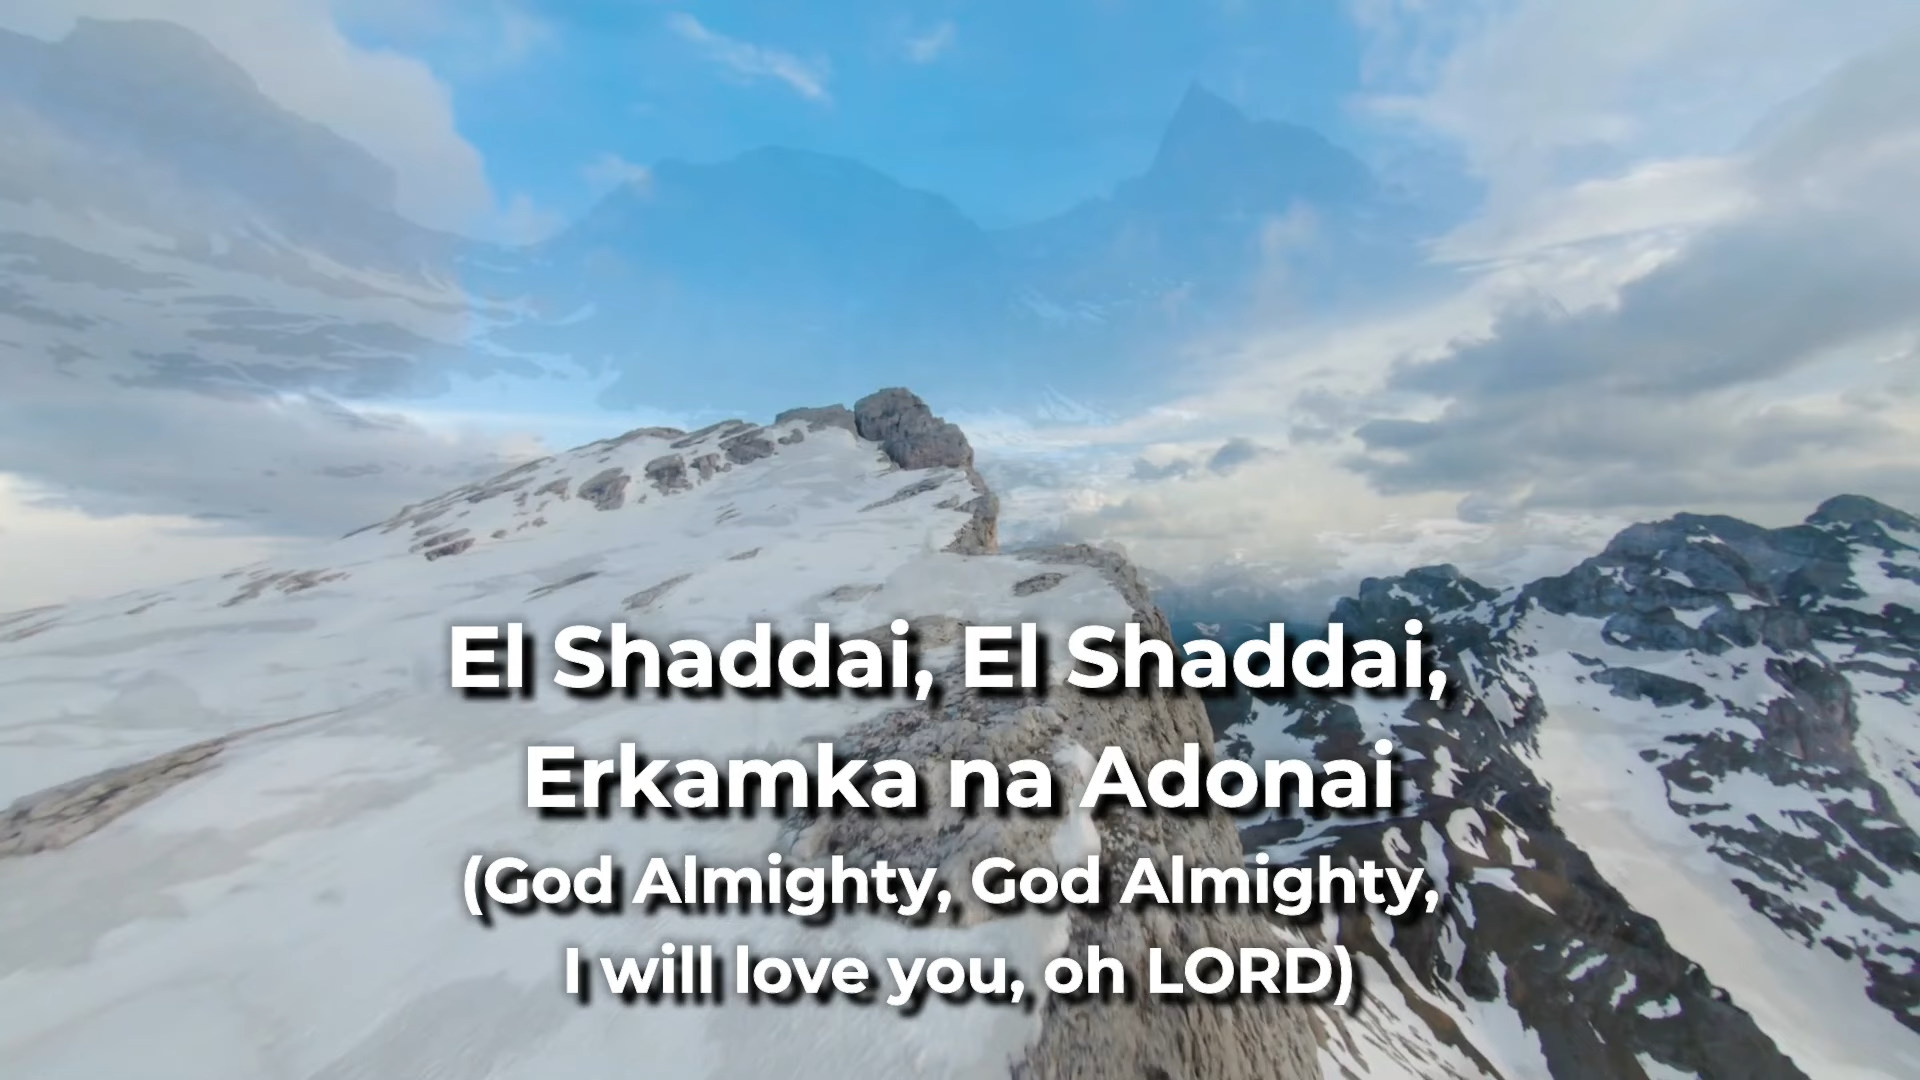 El Shaddai, El Shaddai,
Erkamka na Adonai
(God Almighty, God Almighty,
I will love you, oh LORD)